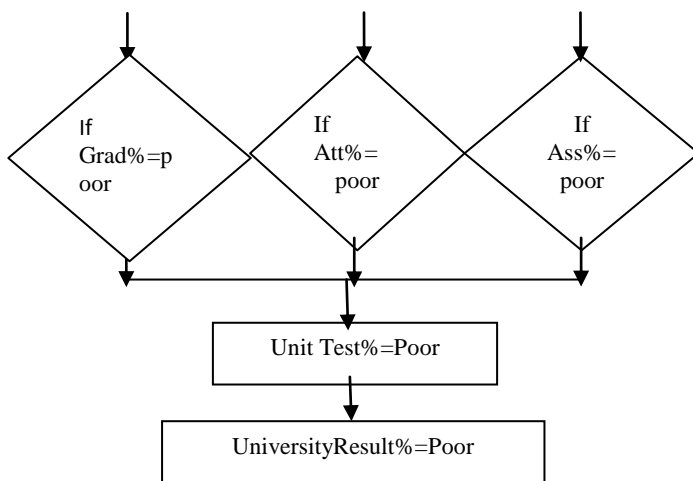 If
Grad%=p
oor
If
Att%=
poor
If
Ass%=
poor
Unit Test%=Poor
UniversityResult%=Poor